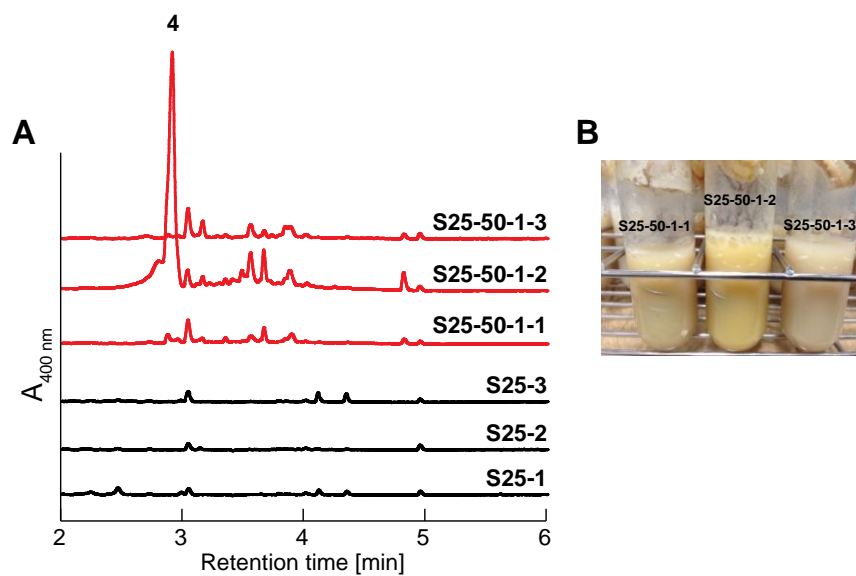 4
A
B
S25-50-1-3
S25-50-1-2
S25-50-1-1
S25-3
S25-2
S25-1
A400 nm
2 3 4 5 6
Retention time [min]
S25-50-1-1
S25-50-1-2
S25-50-1-3